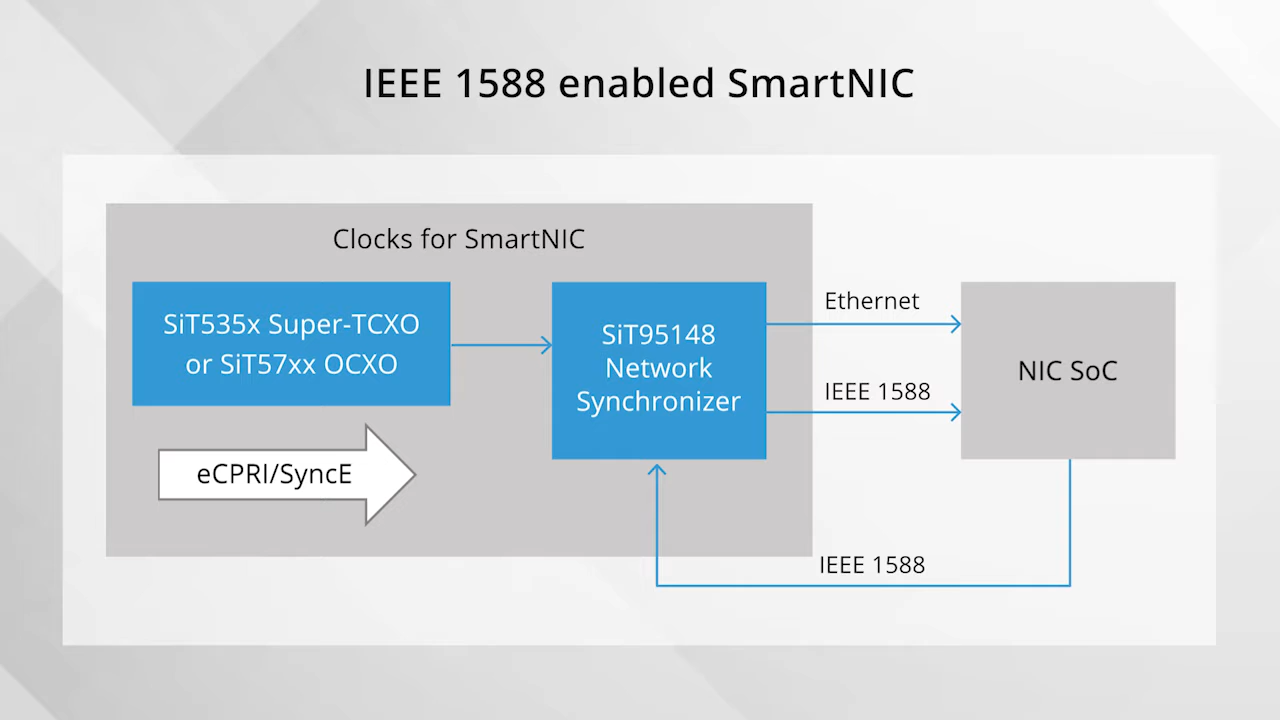 IEEE 1588 enabled SmartNIC
Clocks for SmartNIC
SiT535x Super-TCXO
or SiT57xx OCXO
eCPRI/SyncE
SiT95148
Network
Synchronizer
Ethernet
IEEE 1588
NIC SoC
IEEE 1588